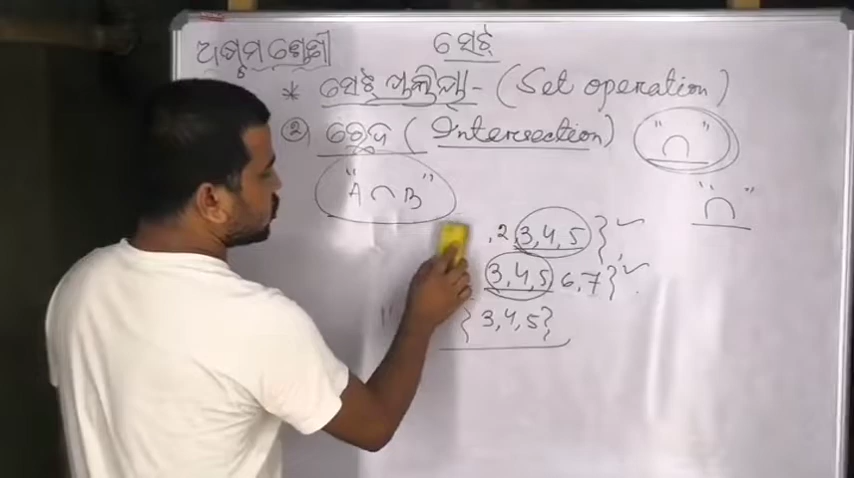 ଅଷ୍ଟମ ଶ୍ରେଣୀ ସେଟ୍
* ସେଟ୍ ପ୍ରକ୍ରିୟା - (Set operation)
② ଛେଦ (Intersection) "∩"
"A ∩ B" "∩"
,2,3,4,5} ✓
3,4,5,6,7} ✓
{3,4,5}